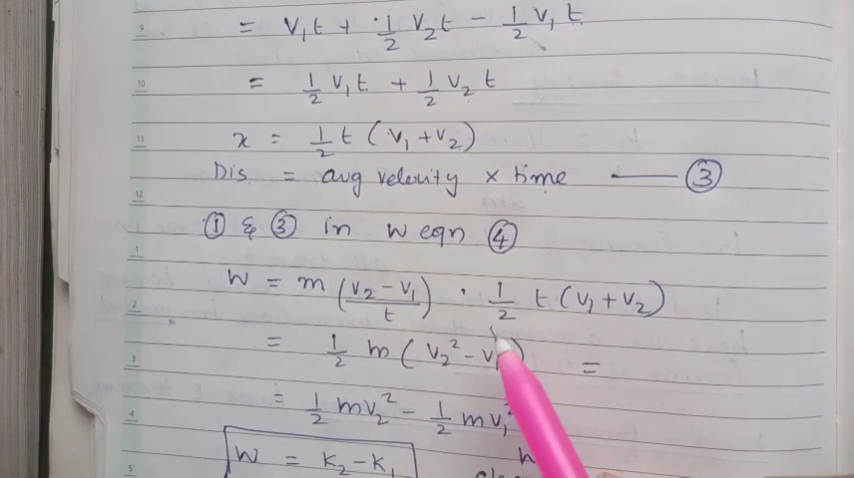 = V₁t + ½ V₂t − ½ V₁t
= ½ V₁t + ½ V₂ t
x = ½ t (V₁ + V₂)
Dis = avg velocity × time —— ③
① & ③ in W eqn ④
W = m (V₂ − V₁ / t) · ½ t (V₁ + V₂)
= ½ m (V₂² − V₁ ) =
= ½ mV₂² − ½ mV₁²
W = K₂ − K₁